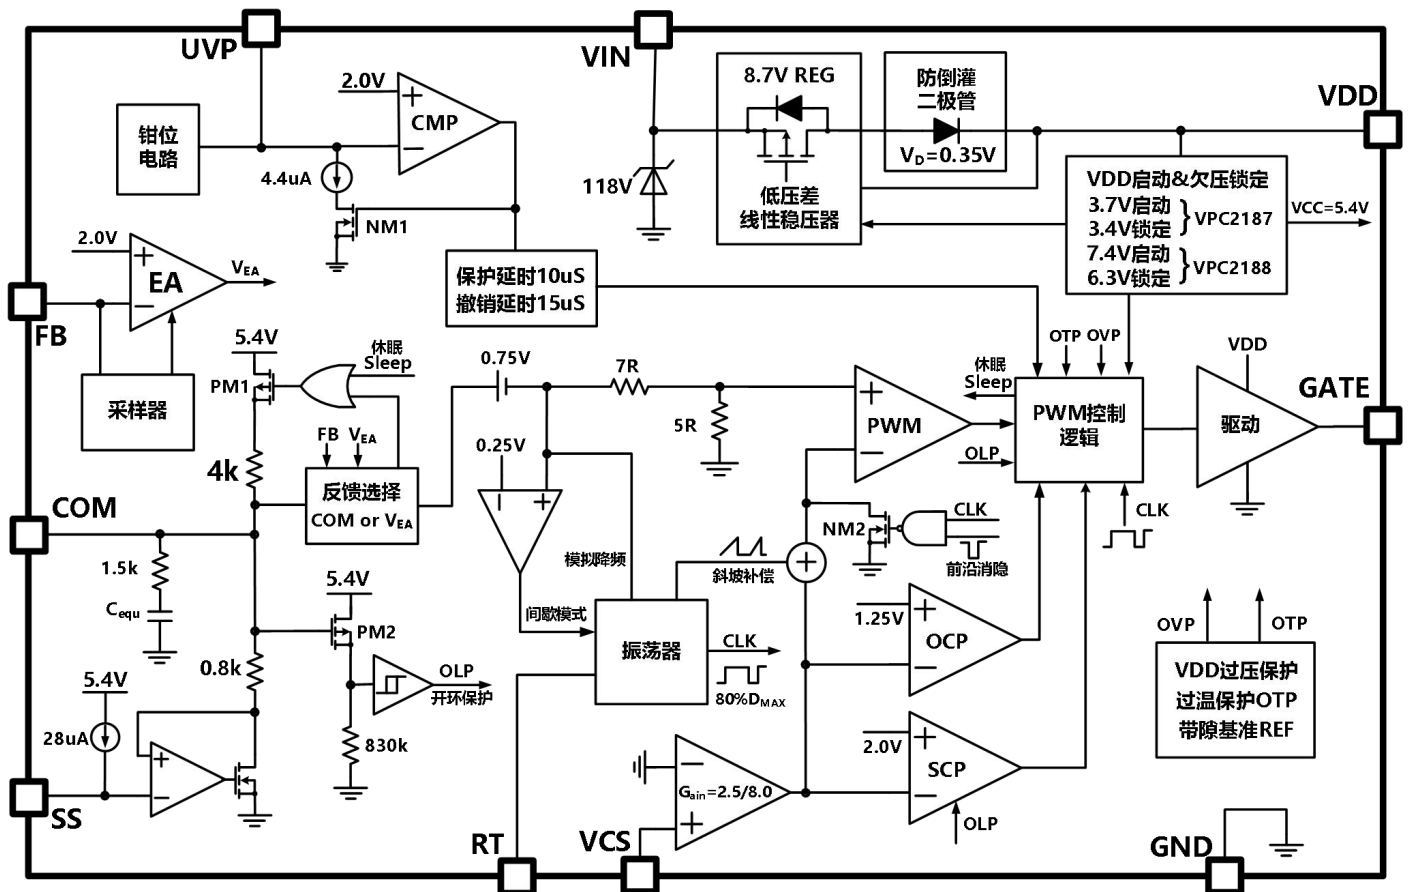 UVP
VIN
VDD
2.0V
CMP
钳位
电路
4.4uA
NM1
8.7V REG
低压差
线性稳压器
防倒灌
二极管
VD=0.35V
118V
VDD启动&欠压锁定
3.7V启动
3.4V锁定
VPC2187
7.4V启动
6.3V锁定
VPC2188
VCC=5.4V
2.0V
EA
VEA
FB
采样器
保护延时10uS
撤销延时15uS
5.4V
PM1
休眠
Sleep
4k
FB
VEA
反馈选择
COM or VEA
0.75V
0.25V
7R
5R
PWM
休眠
Sleep
OTP
OVP
PWM控制
逻辑
OLP
VDD
驱动
GATE
COM
1.5k
Cequ
5.4V
PM2
0.8k
OLP
开环保护
830k
模拟降频
间歇模式
振荡器
斜坡补偿
CLK
80%DMAX
NM2
CLK
前沿消隐
CLK
1.25V
OCP
OVP
OTP
VDD过压保护
过温保护OTP
带隙基准REF
5.4V
28uA
SS
Gain=2.5/8.0
2.0V
SCP
OLP
RT
VCS
GND